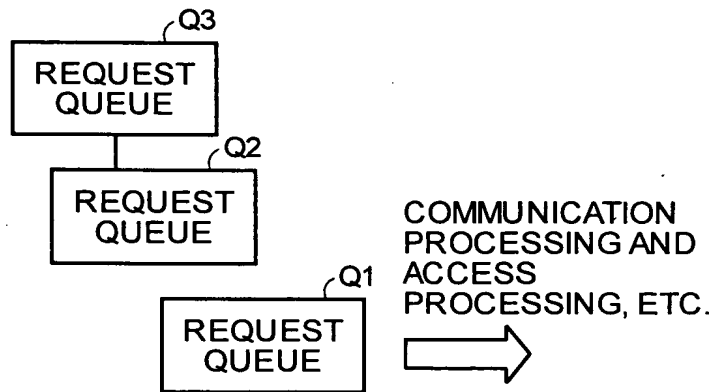 Q3
REQUEST
QUEUE
Q2
REQUEST
QUEUE
COMMUNICATION
PROCESSING AND
ACCESS
PROCESSING, ETC.
Q1
REQUEST
QUEUE